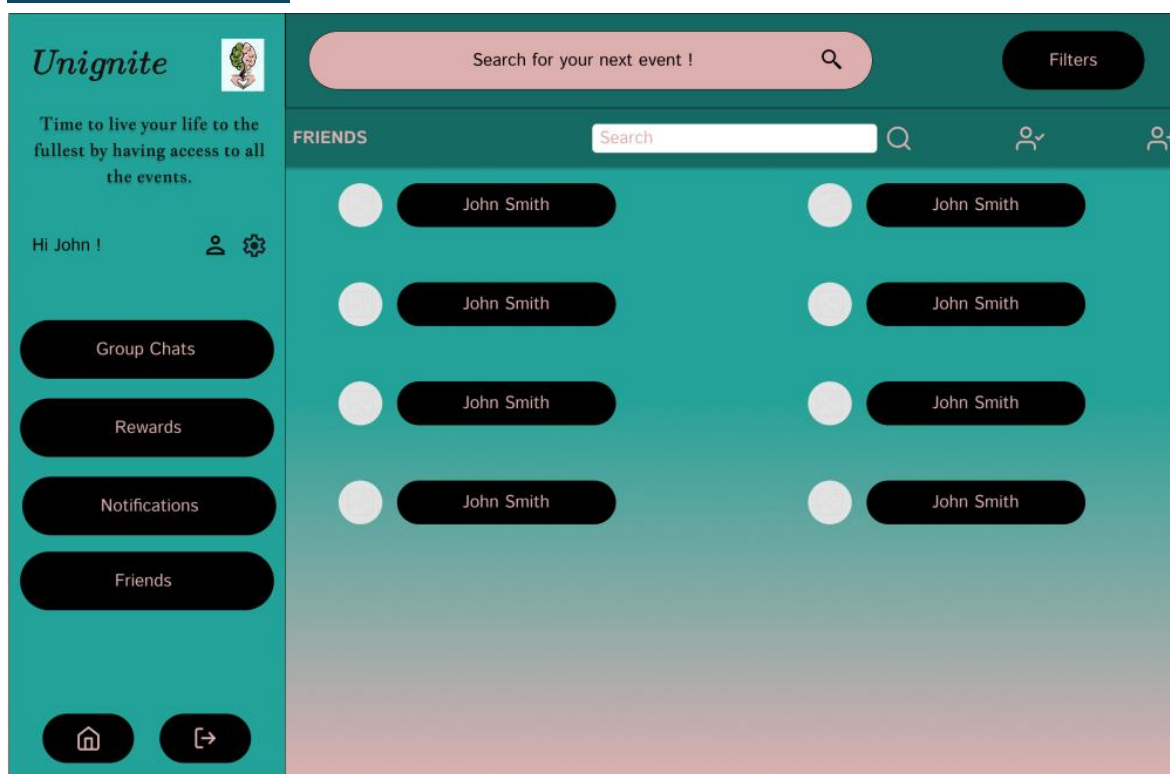 Unignite
Time to live your life to the
fullest by having access to all
the events.
Hi John !
Group Chats
Rewards
Notifications
Friends
Search for your next event !
Filters
FRIENDS
Search
John Smith
John Smith
John Smith
John Smith
John Smith
John Smith
John Smith
John Smith